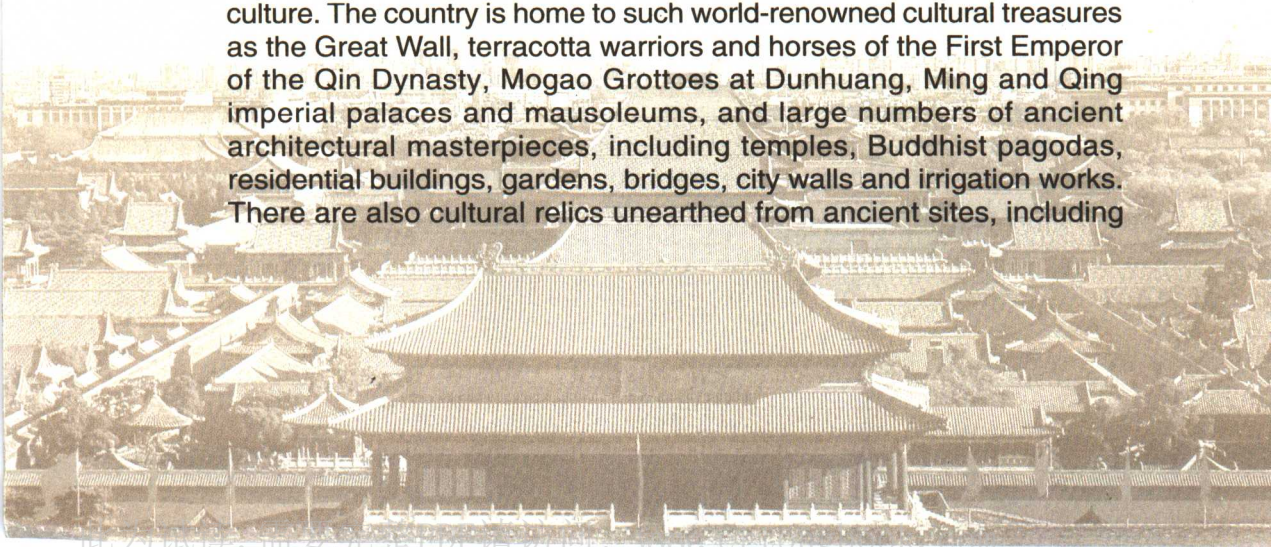 culture. The country is home to such world-renowned cultural treasures
as the Great Wall, terracotta warriors and horses of the First Emperor
of the Qin Dynasty, Mogao Grottoes at Dunhuang, Ming and Qing
imperial palaces and mausoleums, and large numbers of ancient
architectural masterpieces, including temples, Buddhist pagodas,
residential buildings, gardens, bridges, city walls and irrigation works.
There are also cultural relics unearthed from ancient sites, including